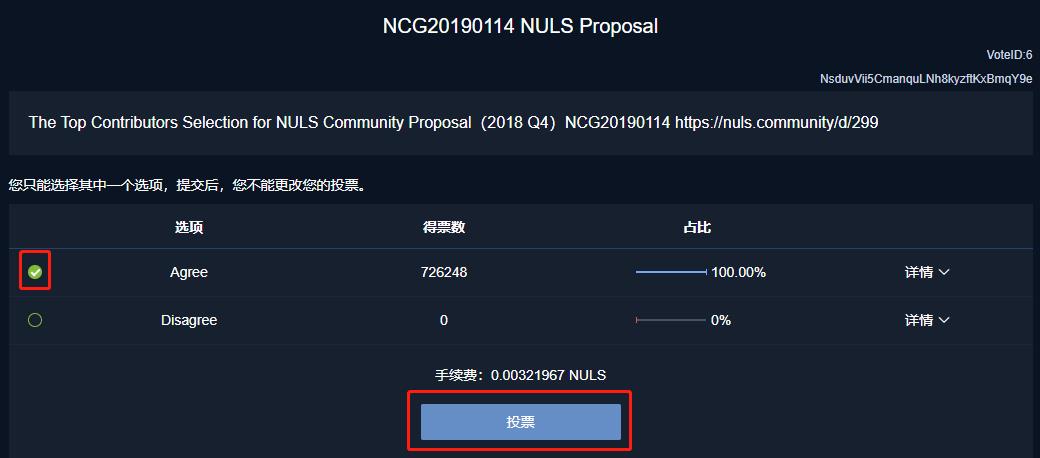 NCG20190114 NULS Proposal
VoteID:6
NsduvVii5CmanquLNh8kyzftKxBmqY9e
The Top Contributors Selection for NULS Community Proposal（2018 Q4）NCG20190114 https://nuls.community/d/299
您只能选择其中一个选项，提交后，您不能更改您的投票。
选项 得票数 占比
Agree 726248 100.00% 详情
Disagree 0 0% 详情
手续费：0.00321967 NULS
投票